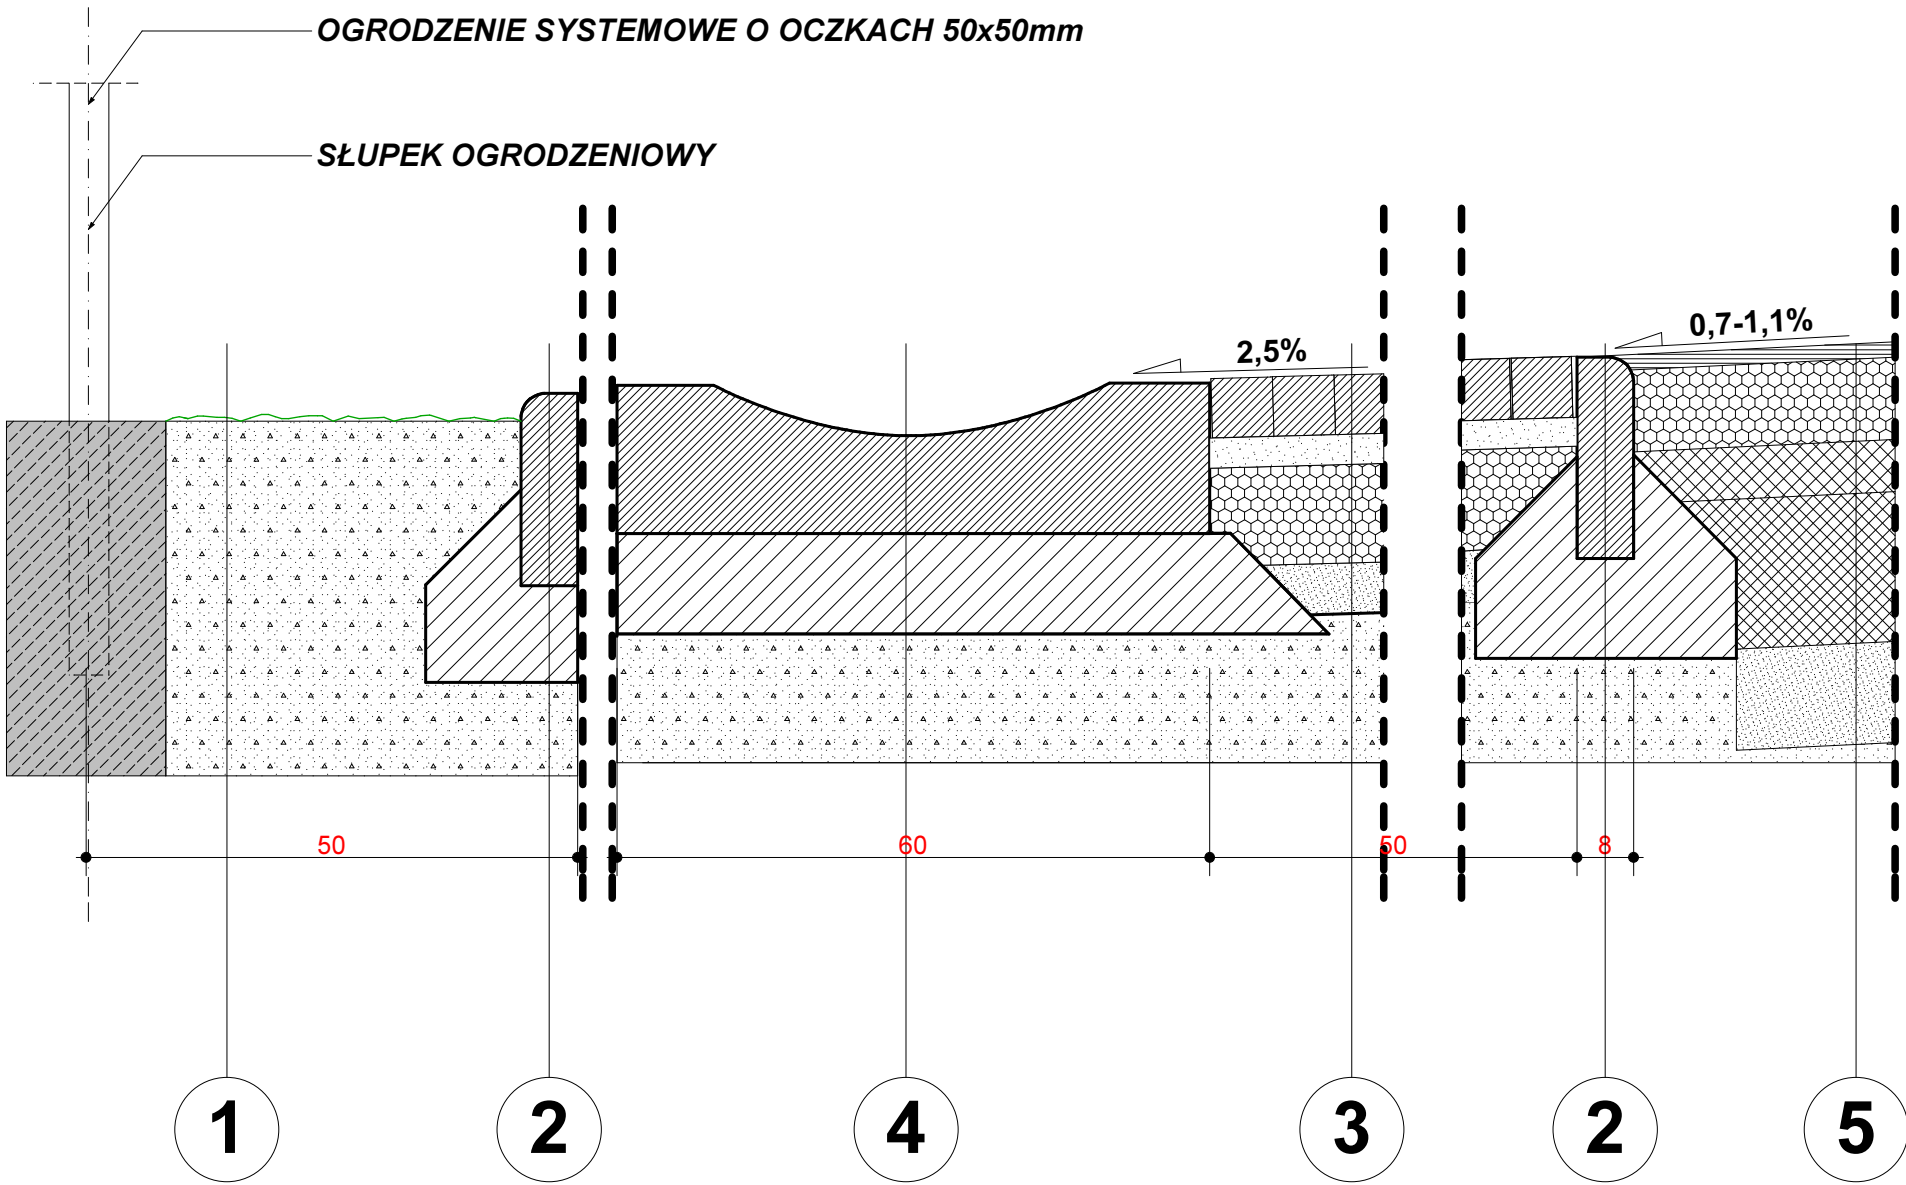 OGRODZENIE SYSTEMOWE O OCZKACH 50x50mm
SŁUPEK OGRODZENIOWY
0,7-1,1%
2,5%
50 60 50 8
1 2 4 3 2 5